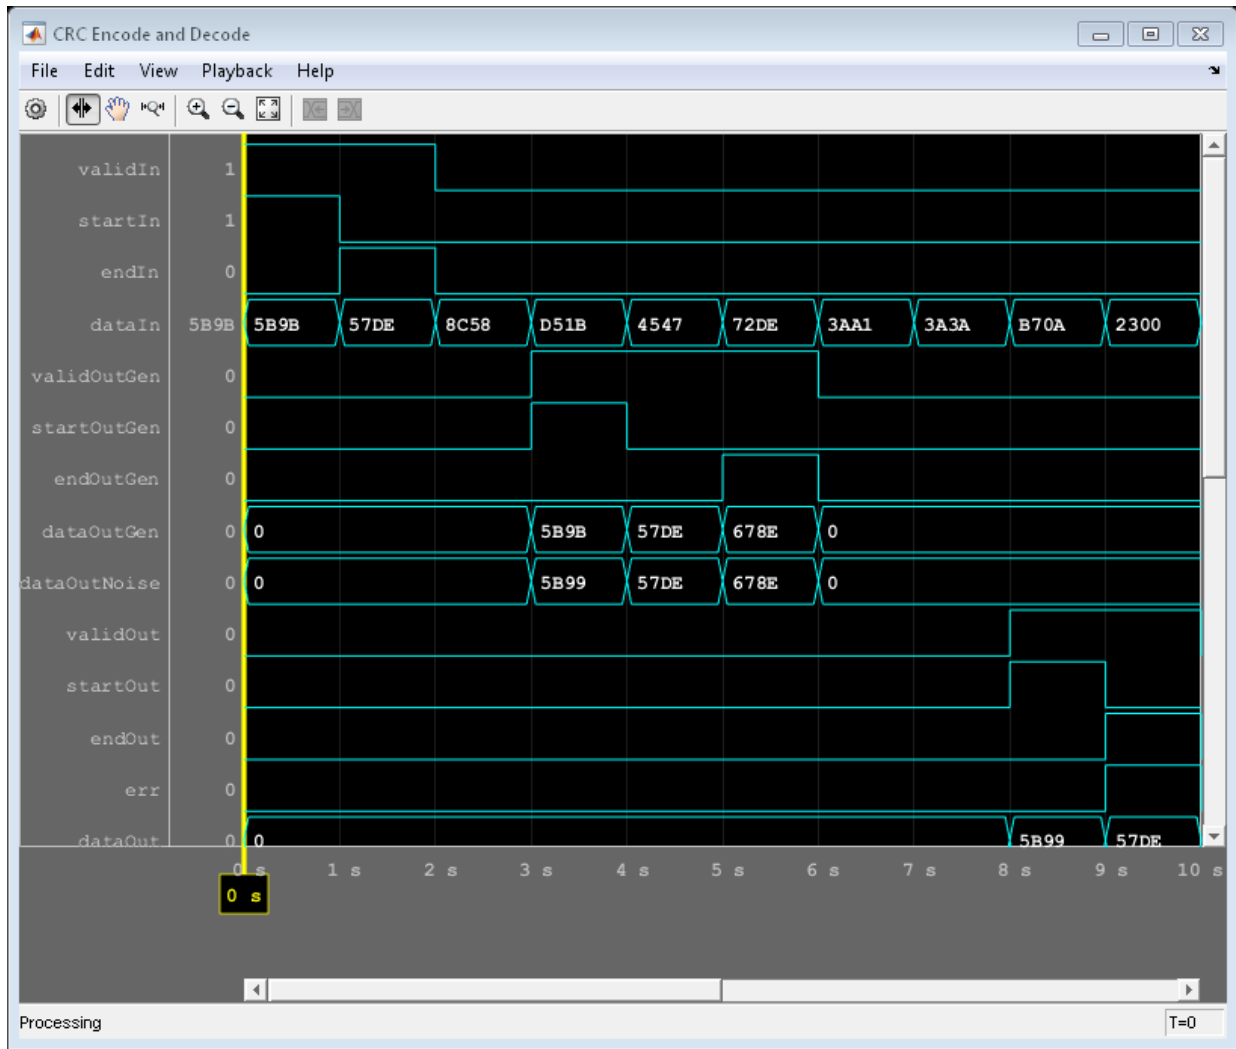 CRC Encode and Decode
File Edit View Playback Help
validIn 1
startIn 1
endIn 0
dataIn 5B9B 5B9B 57DE 8C58 D51B 4547 72DE 3AA1 3A3A B70A 2300
validOutGen 0
startOutGen 0
endOutGen 0
dataOutGen 0 0 5B9B 57DE 678E 0
dataOutNoise 0 0 5B99 57DE 678E 0
validOut 0
startOut 0
endOut 0
err 0
dataOut 0 0 5B99 57DE
0 s 1 s 2 s 3 s 4 s 5 s 6 s 7 s 8 s 9 s 10 s
0 s
Processing T=0